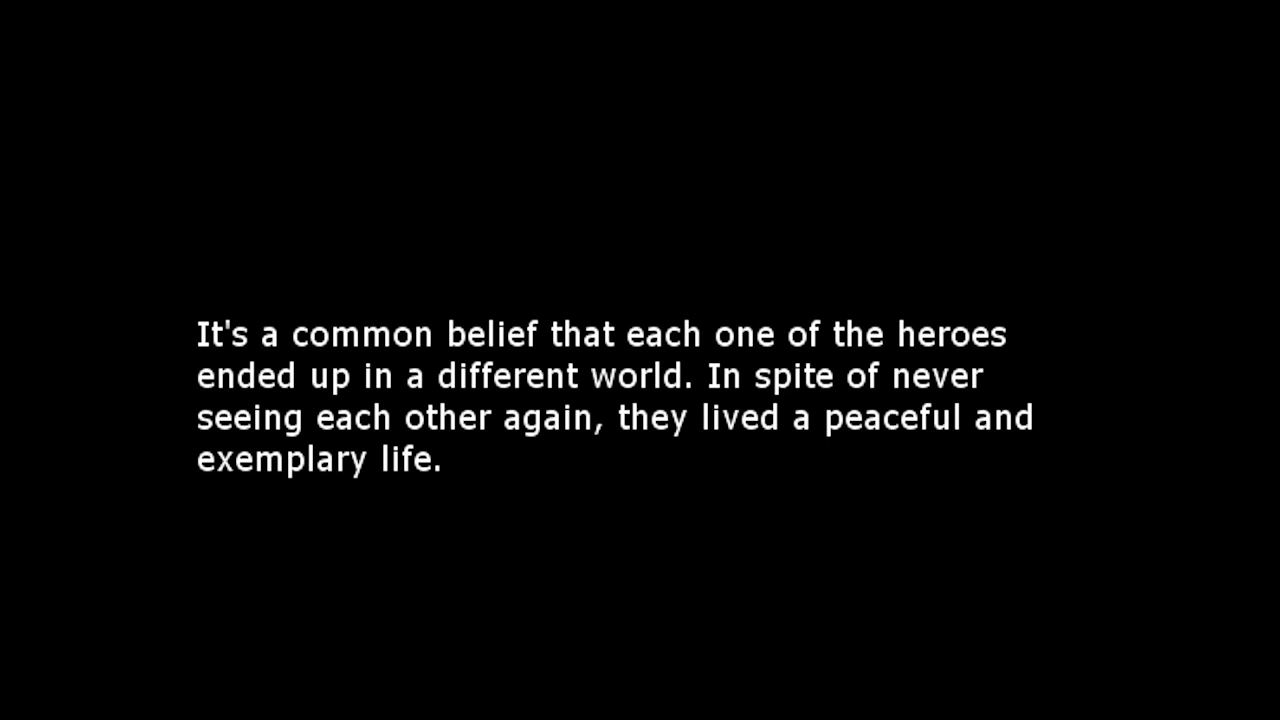 It's a common belief that each one of the heroes
ended up in a different world. In spite of never
seeing each other again, they lived a peaceful and
exemplary life.